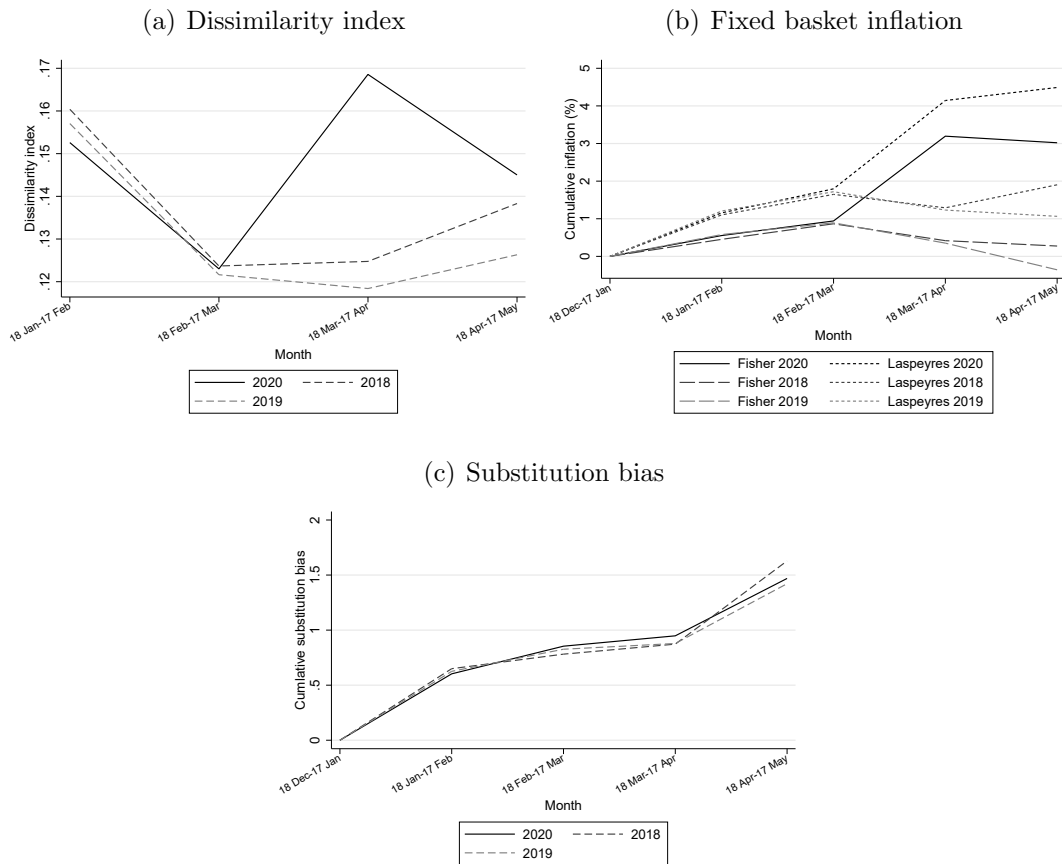 (a) Dissimilarity index
Dissimilarity index
.17
.16
.15
.14
.13
.12
18 Jan-17 Feb
18 Feb-17 Mar
18 Mar-17 Apr
18 Apr-17 May
Month
2020
2018
2019
(b) Fixed basket inflation
Cumulative inflation (%)
5
4
3
2
1
0
18 Dec-17 Jan
18 Jan-17 Feb
18 Feb-17 Mar
18 Mar-17 Apr
18 Apr-17 May
Month
Fisher 2020
Laspeyres 2020
Fisher 2018
Laspeyres 2018
Fisher 2019
Laspeyres 2019
(c) Substitution bias
Cumlative substitution bias
2
1.5
1
.5
0
18 Dec-17 Jan
18 Jan-17 Feb
18 Feb-17 Mar
18 Mar-17 Apr
18 Apr-17 May
Month
2020
2018
2019